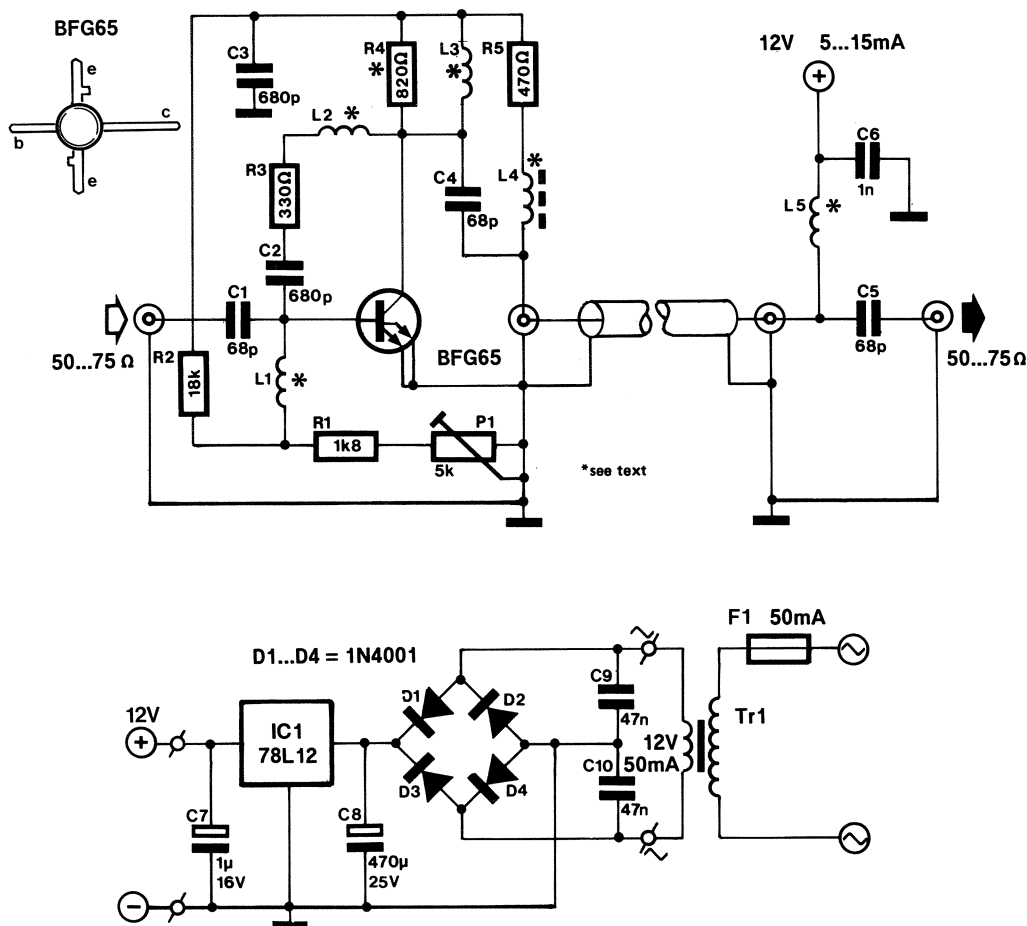 BFG65
e
c
b
e
C3
680p
R4
*
820Ω
L3
*
R5
470Ω
L2 *
R3
330Ω
C4
68p
L4
*
C2
680p
C1
68p
50...75 Ω
R2
18k
L1 *
BFG65
R1
1k8
P1
5k
*see text
12V 5...15mA
+
C6
1n
L5 *
C5
68p
50...75 Ω
D1...D4 = 1N4001
F1 50mA
12V
+
IC1
78L12
D1
D2
D3
D4
C9
47n
12V
50mA
C10
47n
Tr1
C7
1µ
16V
C8
470µ
25V
−
~
~
~
~